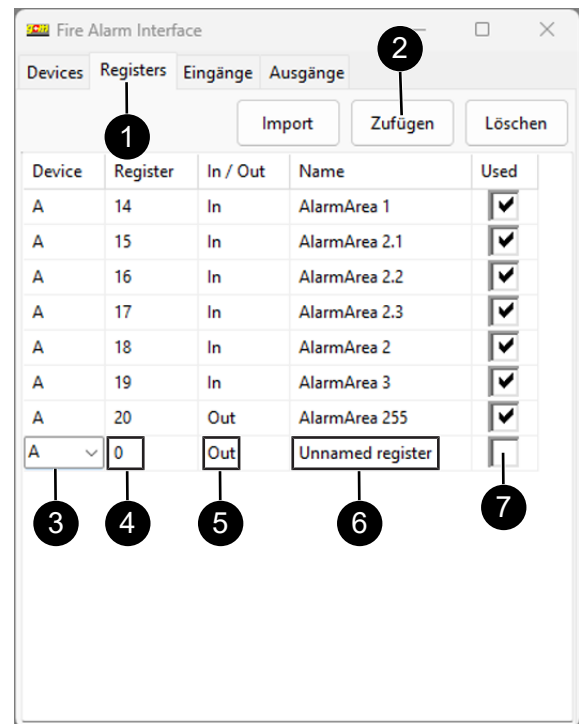 Fire Alarm Interface
2
Devices Registers Eingänge Ausgänge
1
Import Zufügen Löschen
Device Register In / Out Name Used
A 14 In AlarmArea 1
A 15 In AlarmArea 2.1
A 16 In AlarmArea 2.2
A 17 In AlarmArea 2.3
A 18 In AlarmArea 2
A 19 In AlarmArea 3
A 20 Out AlarmArea 255
A 0 Out Unnamed register
3 4 5 6 7